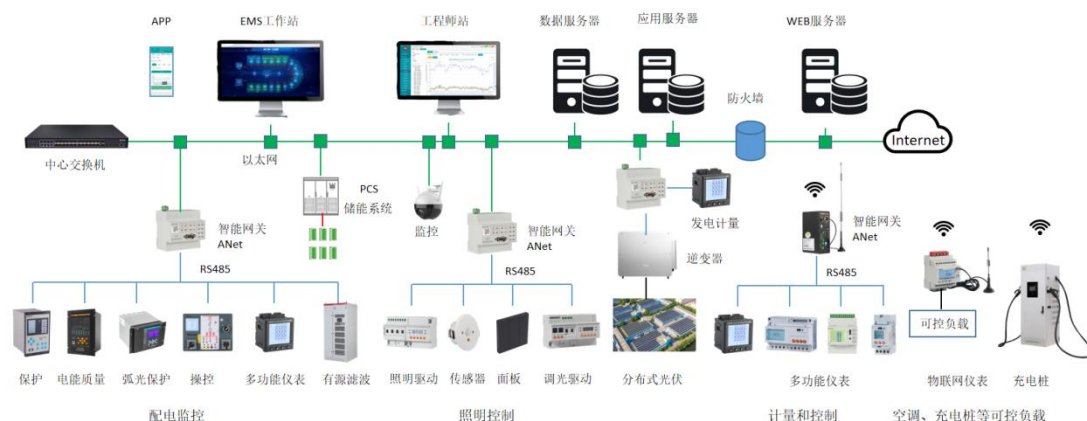 APP
EMS工作站
工程师站
数据服务器
应用服务器
WEB服务器
防火墙
Internet
中心交换机
以太网
PCS
储能系统
监控
发电计量
智能网关
ANet
智能网关
ANet
智能网关
ANet
逆变器
RS485
RS485
RS485
可控负载
保护
电能质量
弧光保护
操控
多功能仪表
有源滤波
照明驱动
传感器
面板
调光驱动
分布式光伏
多功能仪表
物联网仪表
充电桩
配电监控
照明控制
计量和控制
空调、充电桩等可控负载